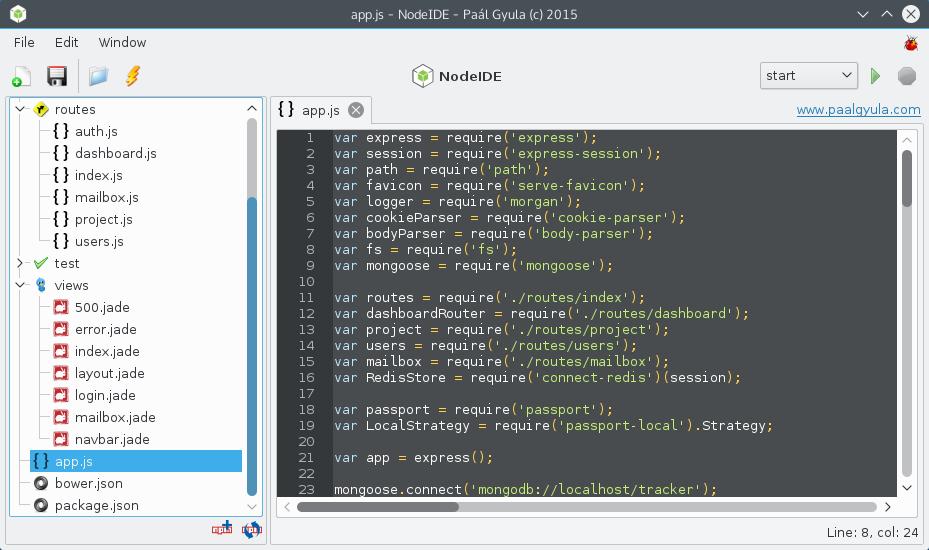 app.js – NodeIDE – Paál Gyula (c) 2015
File Edit Window
NodeIDE
start
routes
auth.js
dashboard.js
index.js
mailbox.js
project.js
users.js
test
views
500.jade
error.jade
index.jade
layout.jade
login.jade
mailbox.jade
navbar.jade
app.js
bower.json
package.json
{ } app.js
www.paalgyula.com
1 var express = require('express');
2 var session = require('express-session');
3 var path = require('path');
4 var favicon = require('serve-favicon');
5 var logger = require('morgan');
6 var cookieParser = require('cookie-parser');
7 var bodyParser = require('body-parser');
8 var fs = require('fs');
9 var mongoose = require('mongoose');
10
11 var routes = require('./routes/index');
12 var dashboardRouter = require('./routes/dashboard');
13 var project = require('./routes/project');
14 var users = require('./routes/users');
15 var mailbox = require('./routes/mailbox');
16 var RedisStore = require('connect-redis')(session);
17
18 var passport = require('passport');
19 var LocalStrategy = require('passport-local').Strategy;
20
21 var app = express();
22
23 mongoose.connect('mongodb://localhost/tracker');
Line: 8, col: 24